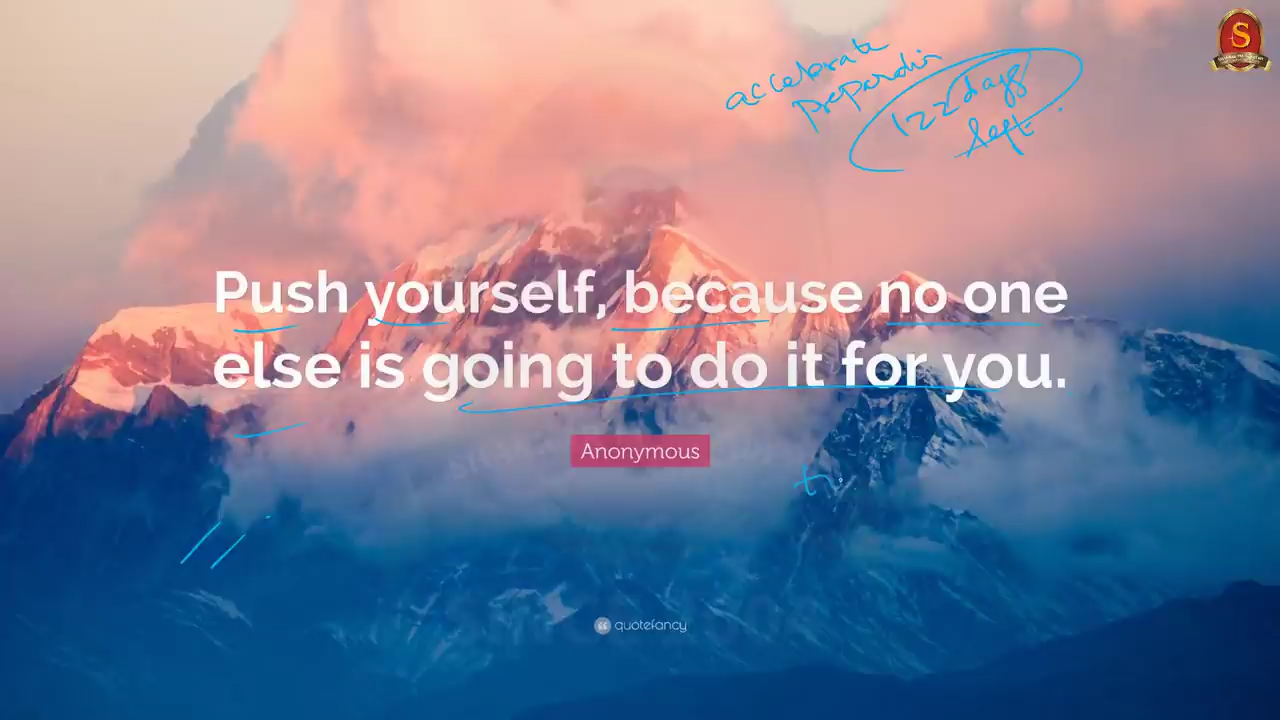 S
accelerate
preparation
122 days
left.
Push yourself, because no one
else is going to do it for you.
Anonymous
quotefancy